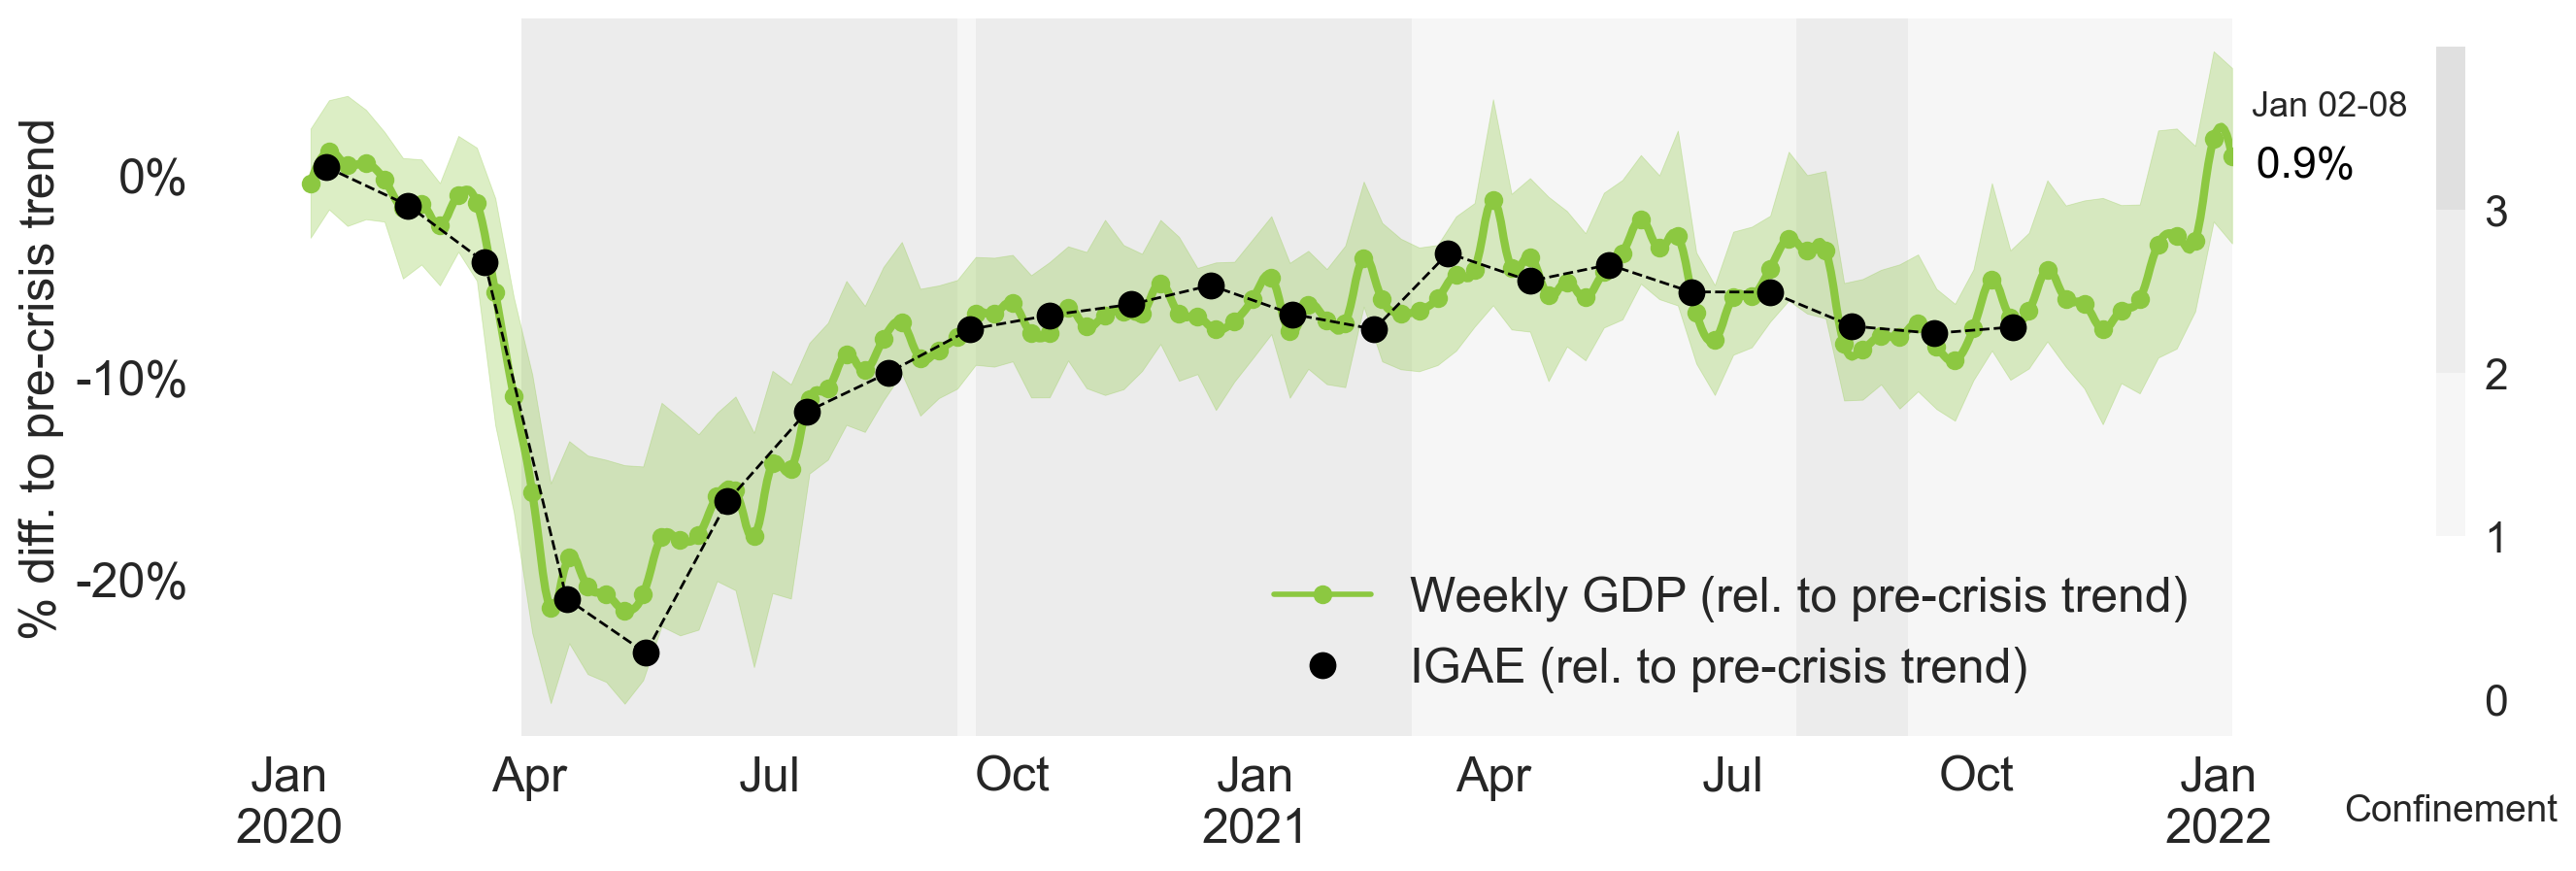 % diff. to pre-crisis trend
0%
-10%
-20%
Jan 02-08
0.9%
Weekly GDP (rel. to pre-crisis trend)
IGAE (rel. to pre-crisis trend)
3
2
1
0
Confinement
Jan
2020
Apr
Jul
Oct
Jan
2021
Apr
Jul
Oct
Jan
2022